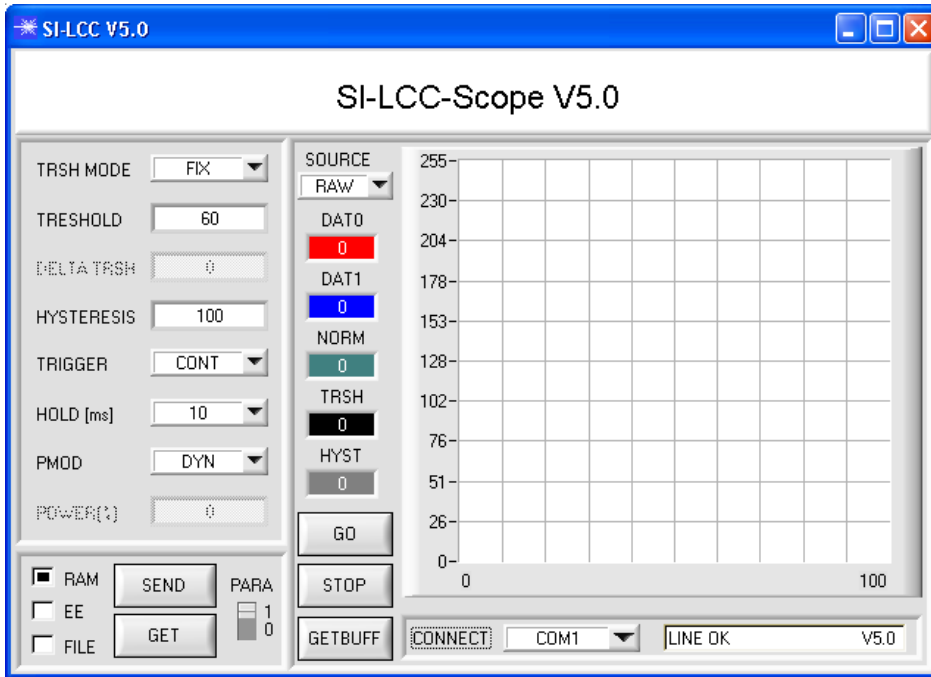 SI-LCC V5.0
SI-LCC-Scope V5.0
TRSH MODE FIX
TRESHOLD 60
DELTA TRSH 0
HYSTERESIS 100
TRIGGER CONT
HOLD [ms] 10
PMOD DYN
POWER(%) 0
RAM
EE
FILE
SEND
GET
PARA
1
0
SOURCE
RAW
DAT0
0
DAT1
0
NORM
0
TRSH
0
HYST
0
GO
STOP
GETBUFF
255
230
204
178
153
128
102
76
51
26
0
0 100
CONNECT COM1 LINE OK V5.0